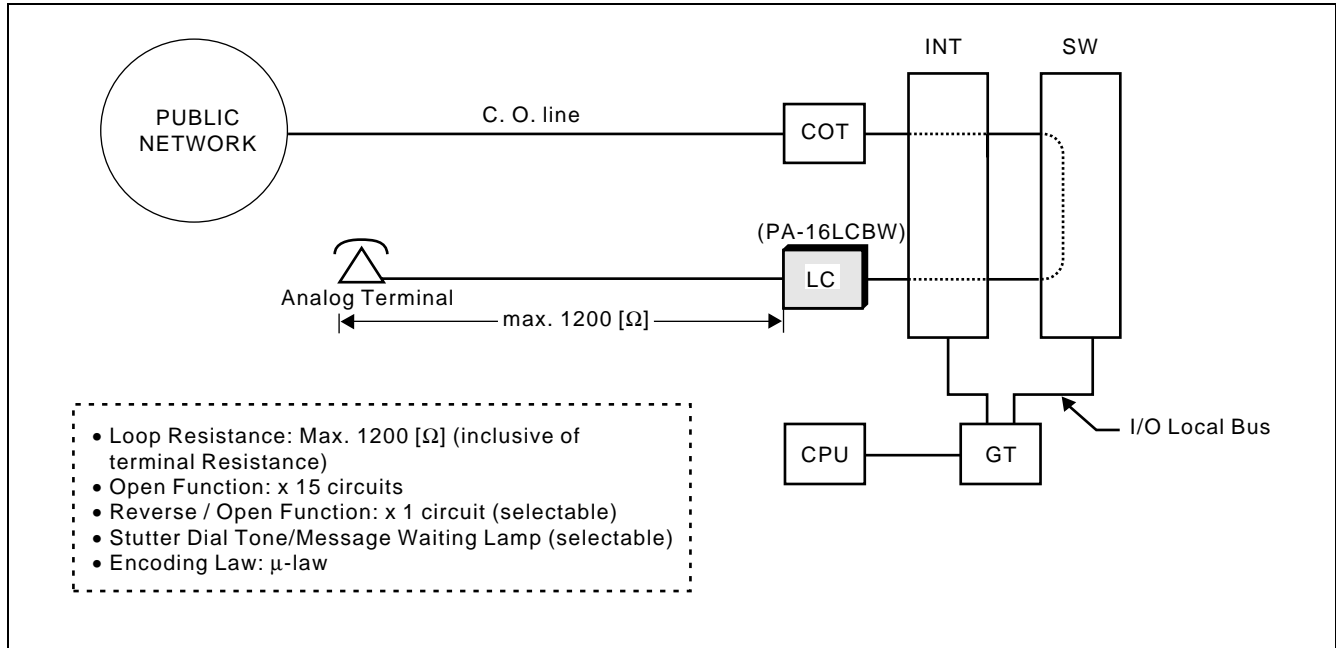 INT
SW
PUBLIC
NETWORK
C. O. line
COT
(PA-16LCBW)
LC
Analog Terminal
max. 1200 [Ω]
I/O Local Bus
CPU
GT
• Loop Resistance: Max. 1200 [Ω] (inclusive of
terminal Resistance)
• Open Function: x 15 circuits
• Reverse / Open Function: x 1 circuit (selectable)
• Stutter Dial Tone/Message Waiting Lamp (selectable)
• Encoding Law: μ-law